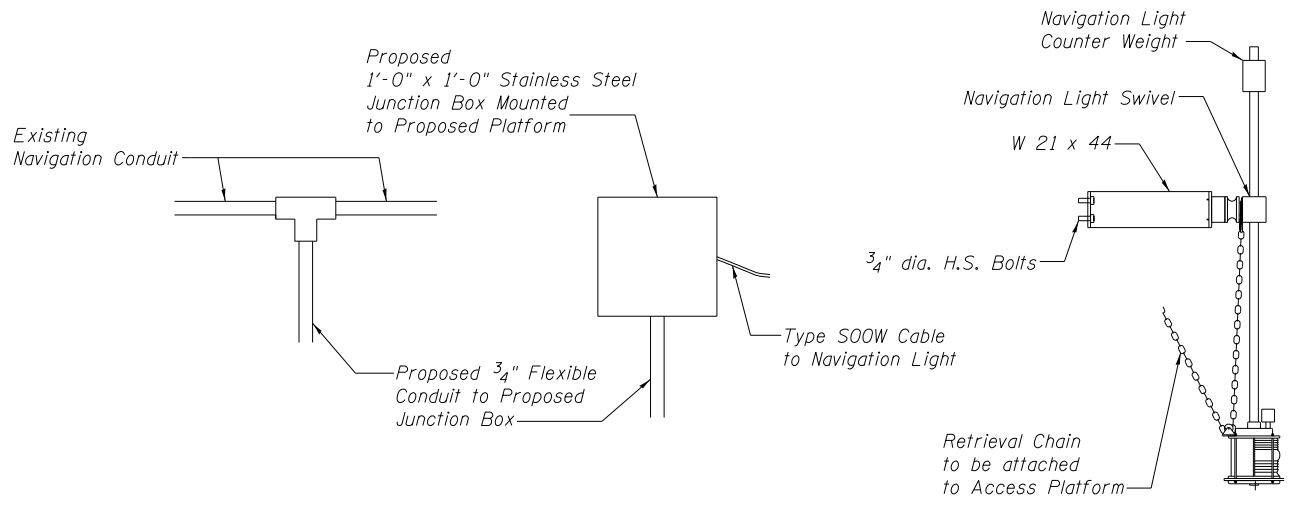 Existing
Navigation Conduit
Proposed
1'-0" x 1'-0" Stainless Steel
Junction Box Mounted
to Proposed Platform
Proposed 3/4" Flexible
Conduit to Proposed
Junction Box
Type SOOW Cable
to Navigation Light
Navigation Light
Counter Weight
Navigation Light Swivel
W 21 x 44
3/4" dia. H.S. Bolts
Retrieval Chain
to be attached
to Access Platform